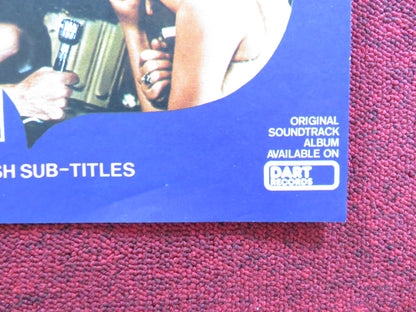 SH SUB-TITLES
ORIGINAL
SOUNDTRACK
ALBUM
AVAILABLE ON
DART
RECORDS